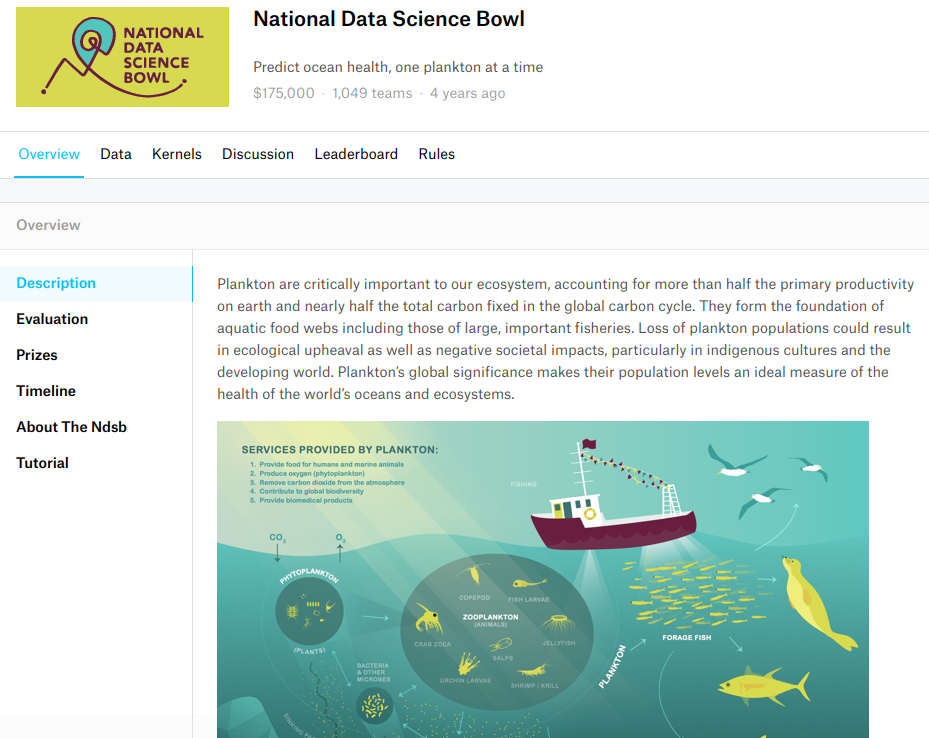 NATIONAL
DATA
SCIENCE
BOWL
National Data Science Bowl
Predict ocean health, one plankton at a time
$175,000 · 1,049 teams · 4 years ago
Overview Data Kernels Discussion Leaderboard Rules
Overview
Description
Evaluation
Prizes
Timeline
About The Ndsb
Tutorial
Plankton are critically important to our ecosystem, accounting for more than half the primary productivity
on earth and nearly half the total carbon fixed in the global carbon cycle. They form the foundation of
aquatic food webs including those of large, important fisheries. Loss of plankton populations could result
in ecological upheaval as well as negative societal impacts, particularly in indigenous cultures and the
developing world. Plankton’s global significance makes their population levels an ideal measure of the
health of the world’s oceans and ecosystems.
SERVICES PROVIDED BY PLANKTON:
1. Provide food for humans and marine animals
2. Produce oxygen (phytoplankton)
3. Remove carbon dioxide from the atmosphere
4. Contribute to global biodiversity
5. Provide biomedical products
FISHING
CO₂
O₂
PHYTOPLANKTON
(PLANTS)
COPEPOD
FISH LARVAE
ZOOPLANKTON
(ANIMALS)
CRAB ZOEA
JELLYFISH
SALPS
URCHIN LARVAE
SHRIMP / KRILL
BACTERIA
& OTHER
MICROBES
PLANKTON
FORAGE FISH
SINKING